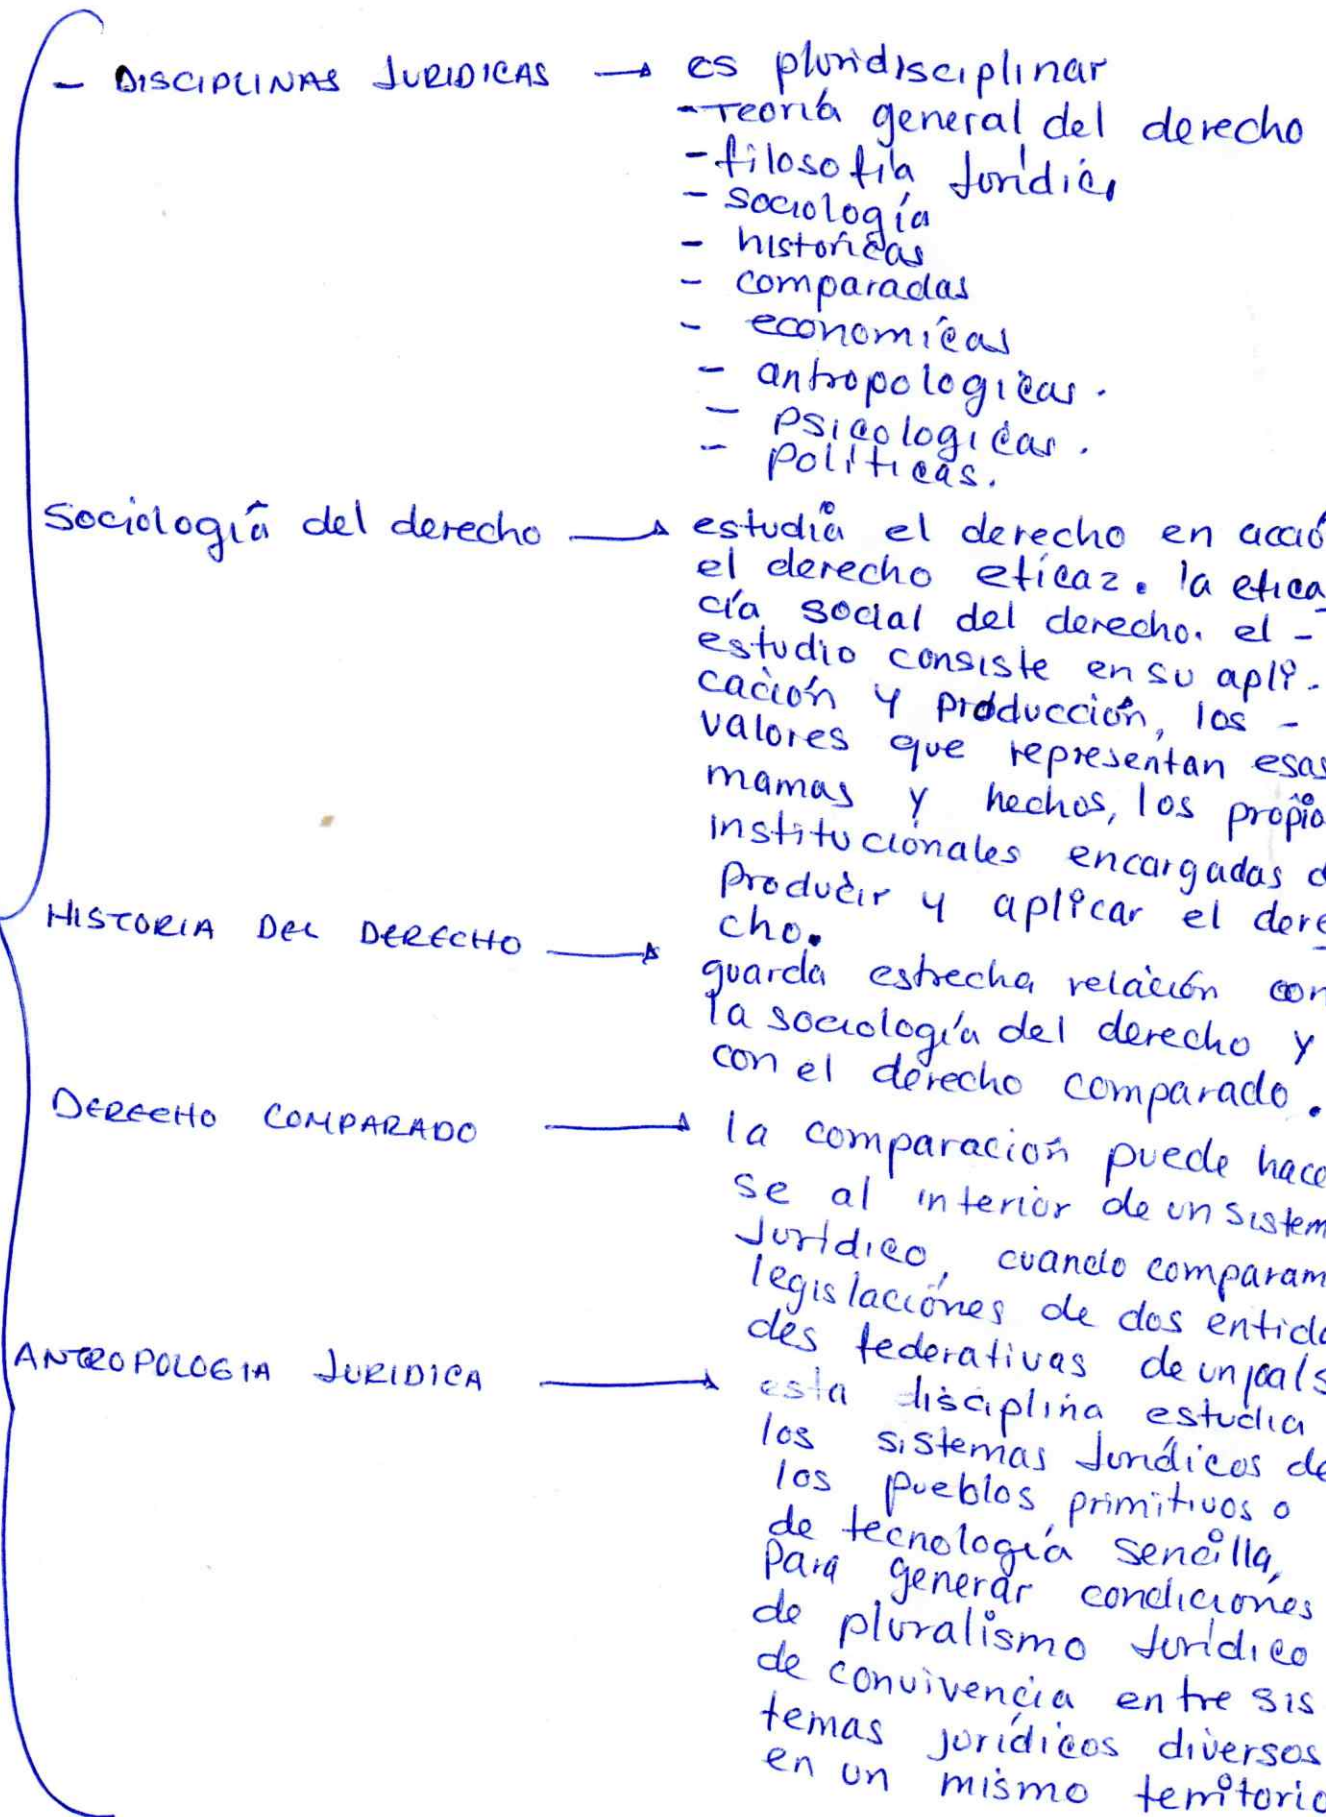 - DISCIPLINAS JURIDICAS → es pluridisciplinar
- Teoría general del derecho
- filosofía Jurídica
- sociología
- históricas
- comparadas
- económicas
- antropologicas.
- psicologicas.
- políticas.
Sociología del derecho → estudia el derecho en acció
el derecho eficaz. la efica-
cía social del derecho. el -
estudio consiste en su apli-
cación y producción, los -
valores que representan esas
mamas y hechos, los propio
institucionales encargadas d
producir y aplicar el dere
cho.
HISTORIA DEL DERECHO →
guarda estrecha relación con
la sociología del derecho y
con el derecho comparado.
DERECHO COMPARADO → la comparación puede hace
se al interior de un sistem
Jurídico, cuando comparam
legislaciones de dos entida
des federativas de un país
ANTROPOLOGIA JURIDICA → esta disciplina estudia
los sistemas Jurídicos de
los pueblos primitivos o
de tecnología sencilla,
Para generar condiciones
de pluralismo Jurídico
de convivencia entre sis
temas jurídicos diversos
en un mismo territorio